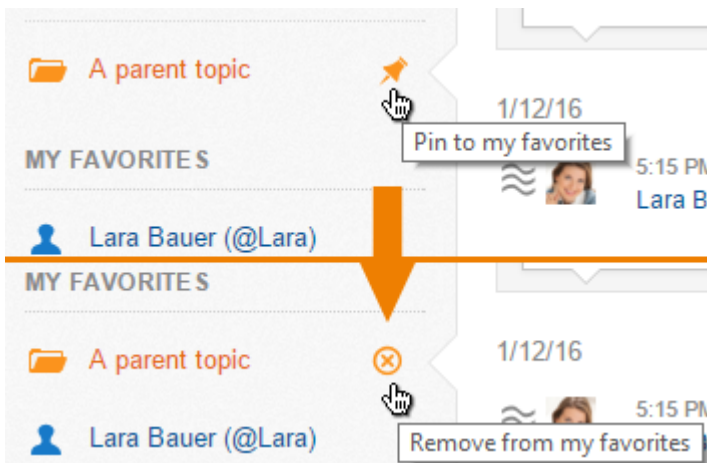 A parent topic
1/12/16
Pin to my favorites
MY FAVORITES
5:15 PM
Lara B
Lara Bauer (@Lara)
MY FAVORITES
A parent topic
1/12/16
5:15 PM
Lara Bauer (@Lara)
Remove from my favorites